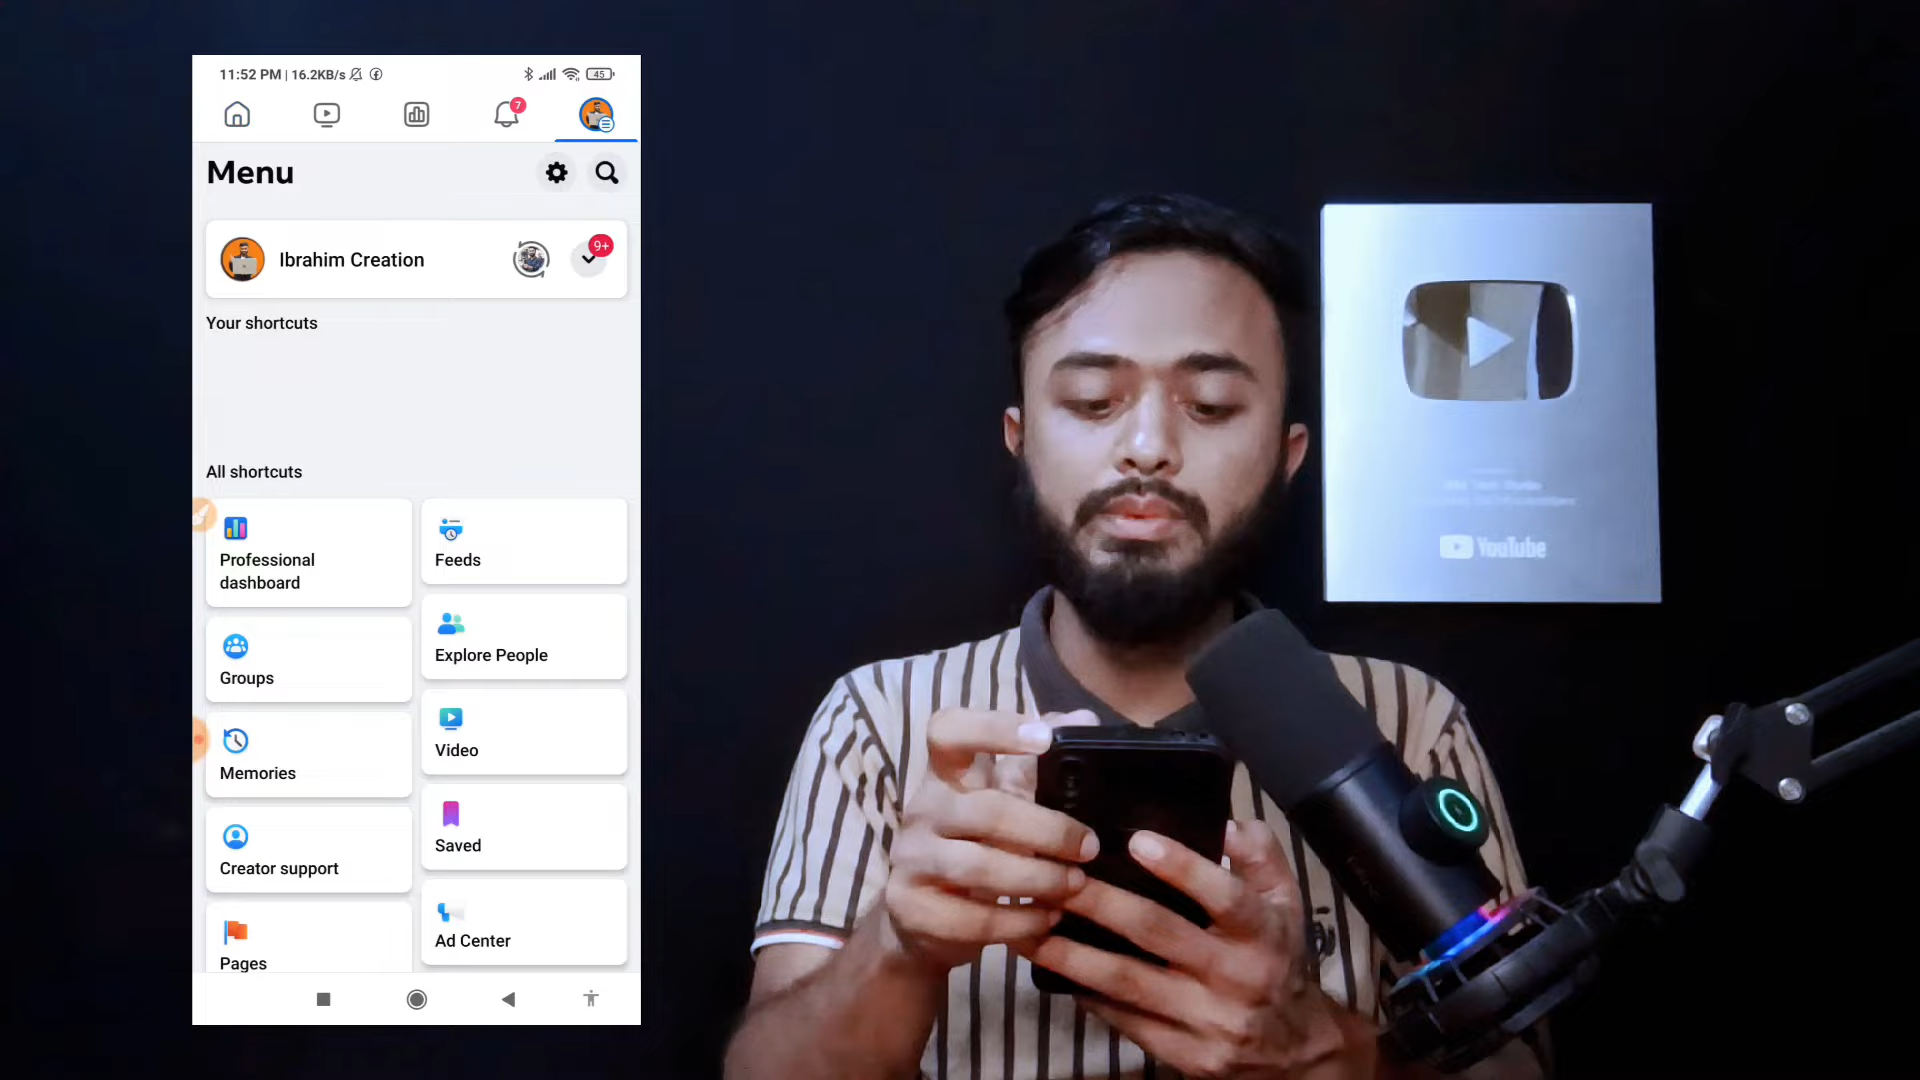 11:52 PM | 16.2KB/s
45
7
Menu
Ibrahim Creation
9+
Your shortcuts
All shortcuts
Professional
dashboard
Feeds
Groups
Explore People
Memories
Video
Creator support
Saved
Pages
Ad Center
YouTube